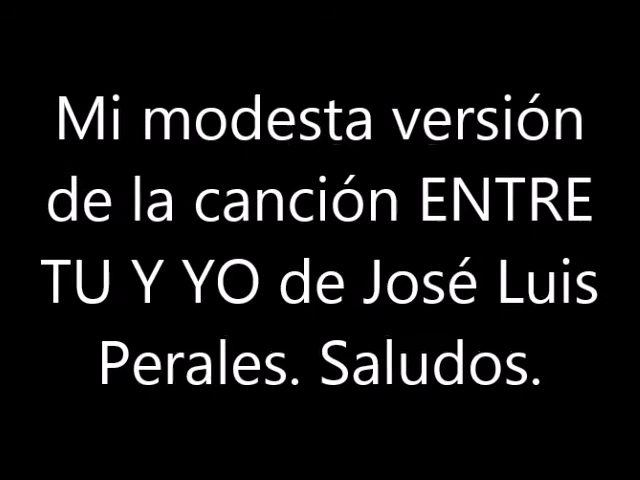 Mi modesta versión
de la canción ENTRE
TU Y YO de José Luis
Perales. Saludos.